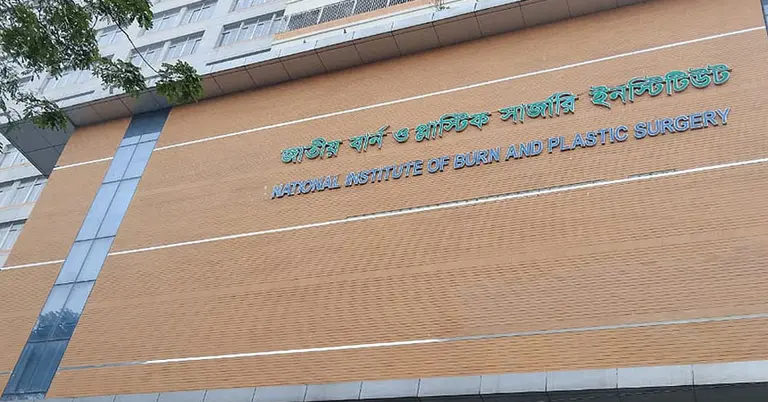 জাতীয় বার্ন ও প্লাস্টিক সার্জারি ইনস্টিটিউট
NATIONAL INSTITUTE OF BURN AND PLASTIC SURGERY